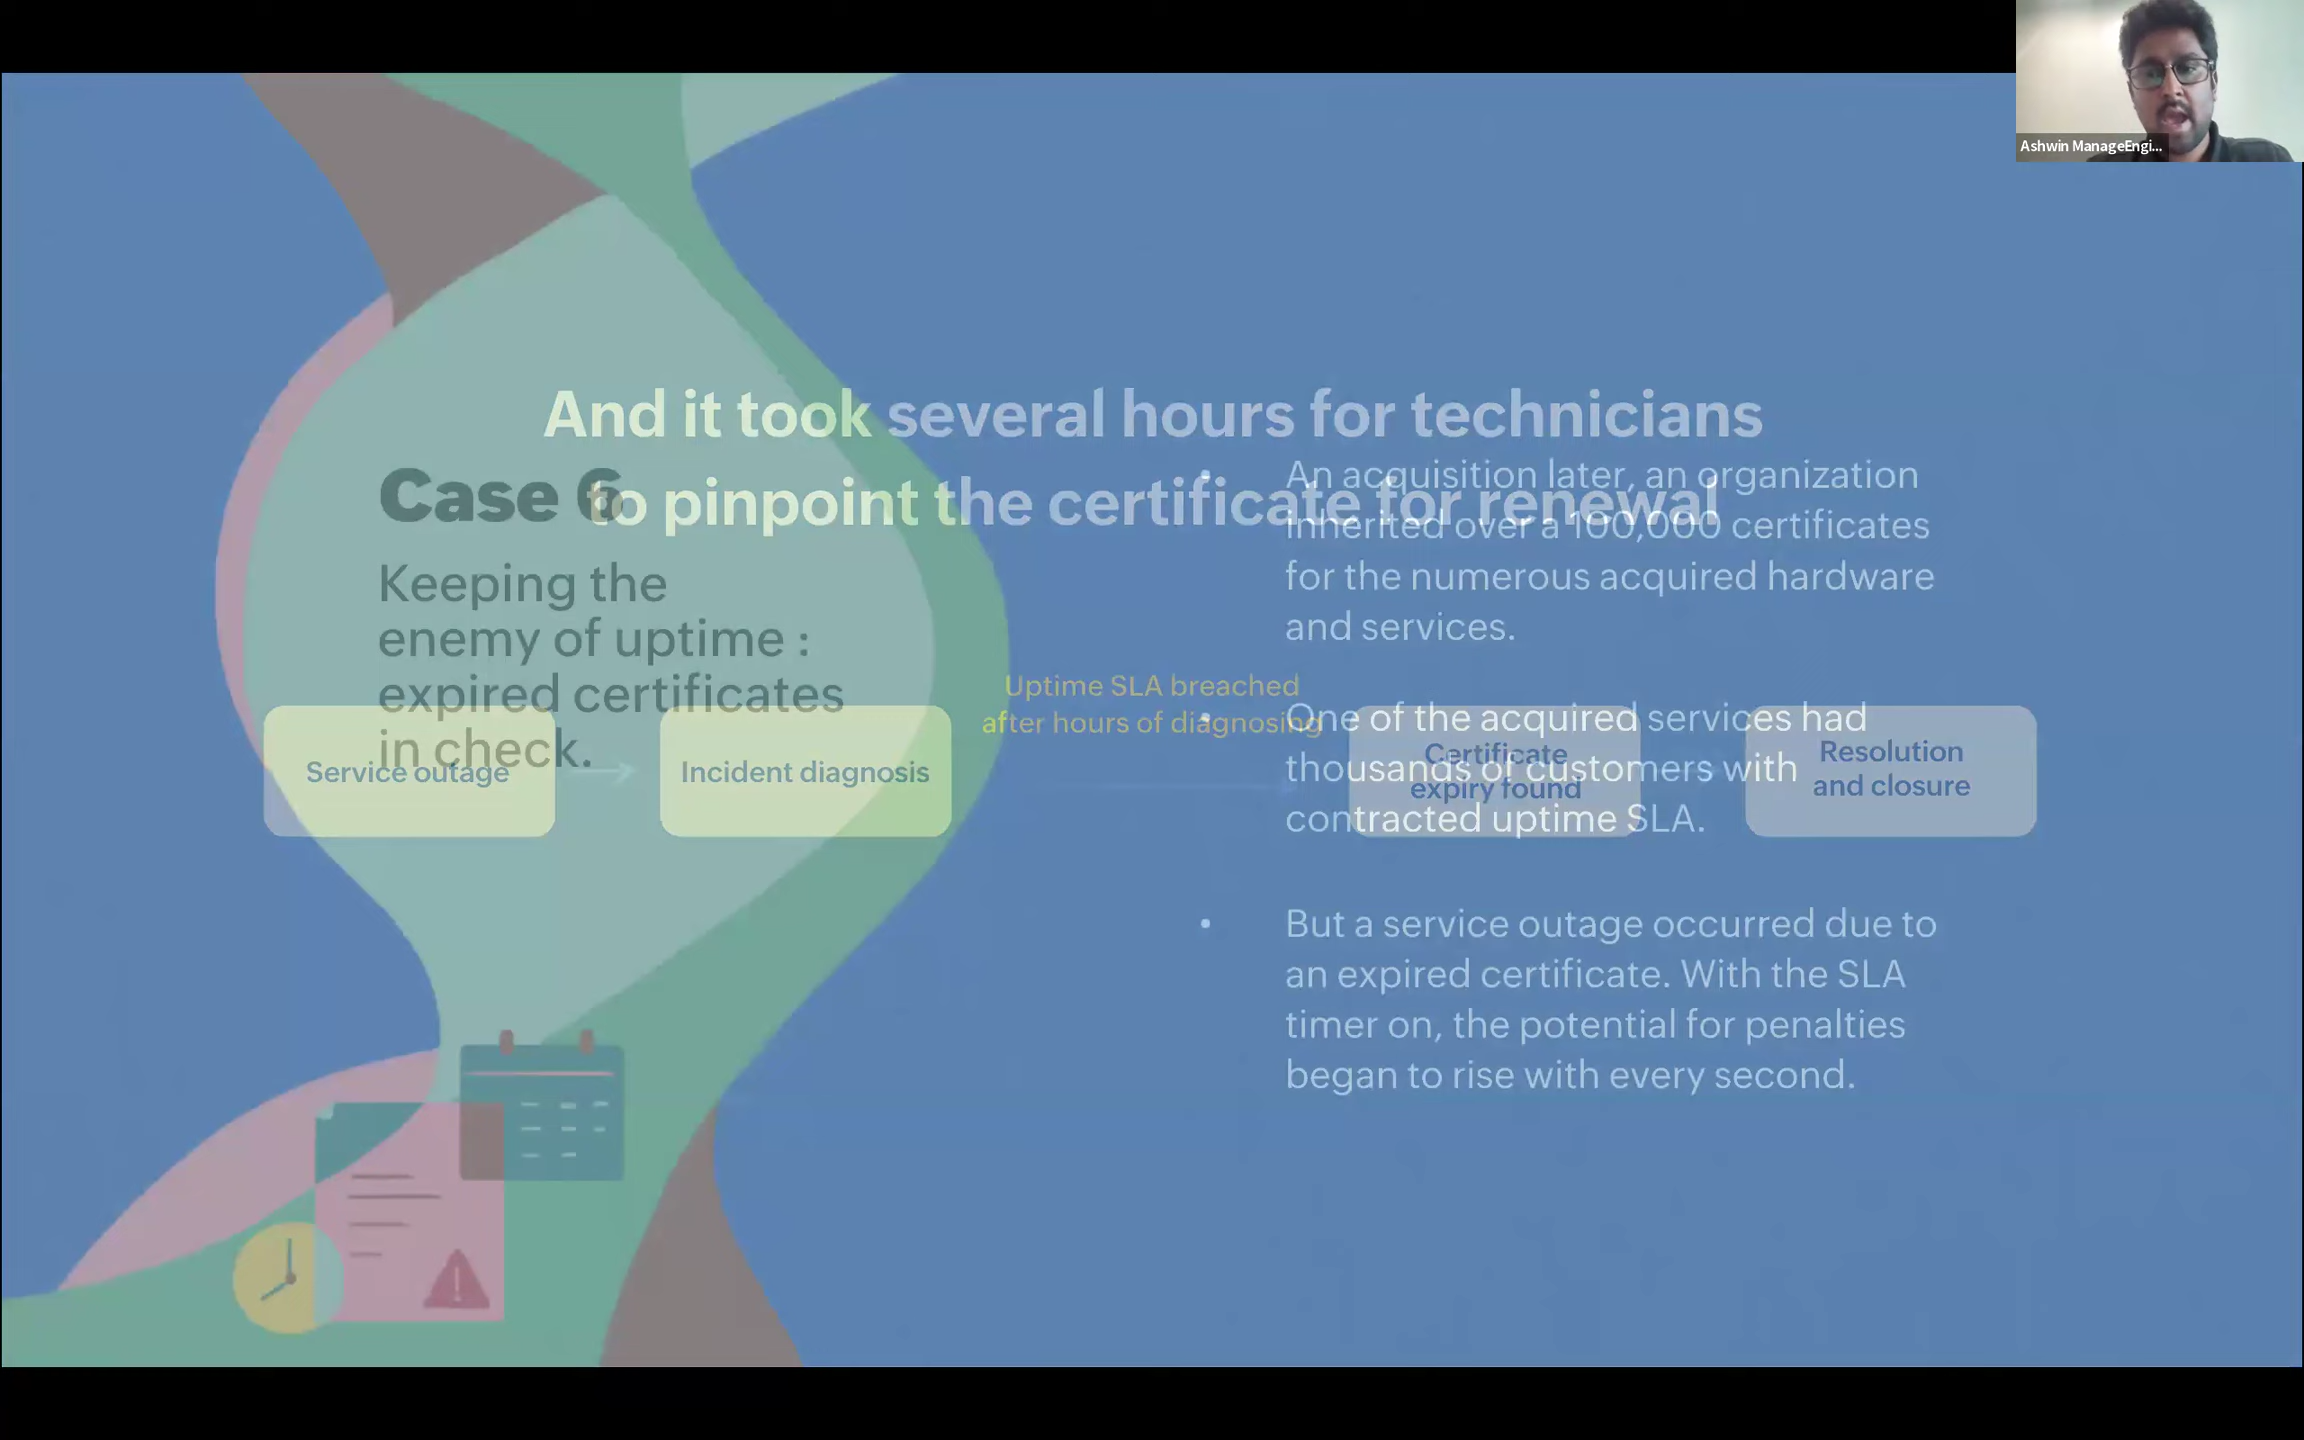 Ashwin ManageEngi...
And it took several hours for technicians
to pinpoint the certificate for renewal
Case 6
Keeping the
enemy of uptime :
expired certificates
in check.
Service outage
Incident diagnosis
Uptime SLA breached
after hours of diagnosing
Certificate
expiry found
Resolution
and closure
• An acquisition later, an organization
inherited over a 100,000 certificates
for the numerous acquired hardware
and services.
• One of the acquired services had
thousands of customers with
contracted uptime SLA.
• But a service outage occurred due to
an expired certificate. With the SLA
timer on, the potential for penalties
began to rise with every second.